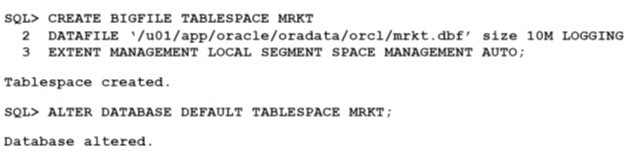 SQL> CREATE BIGFILE TABLESPACE MRKT
2 DATAFILE '/u01/app/oracle/oradata/orcl/mrkt.dbf' size 10M LOGGING
3 EXTENT MANAGEMENT LOCAL SEGMENT SPACE MANAGEMENT AUTO;
Tablespace created.
SQL> ALTER DATABASE DEFAULT TABLESPACE MRKT;
Database altered.